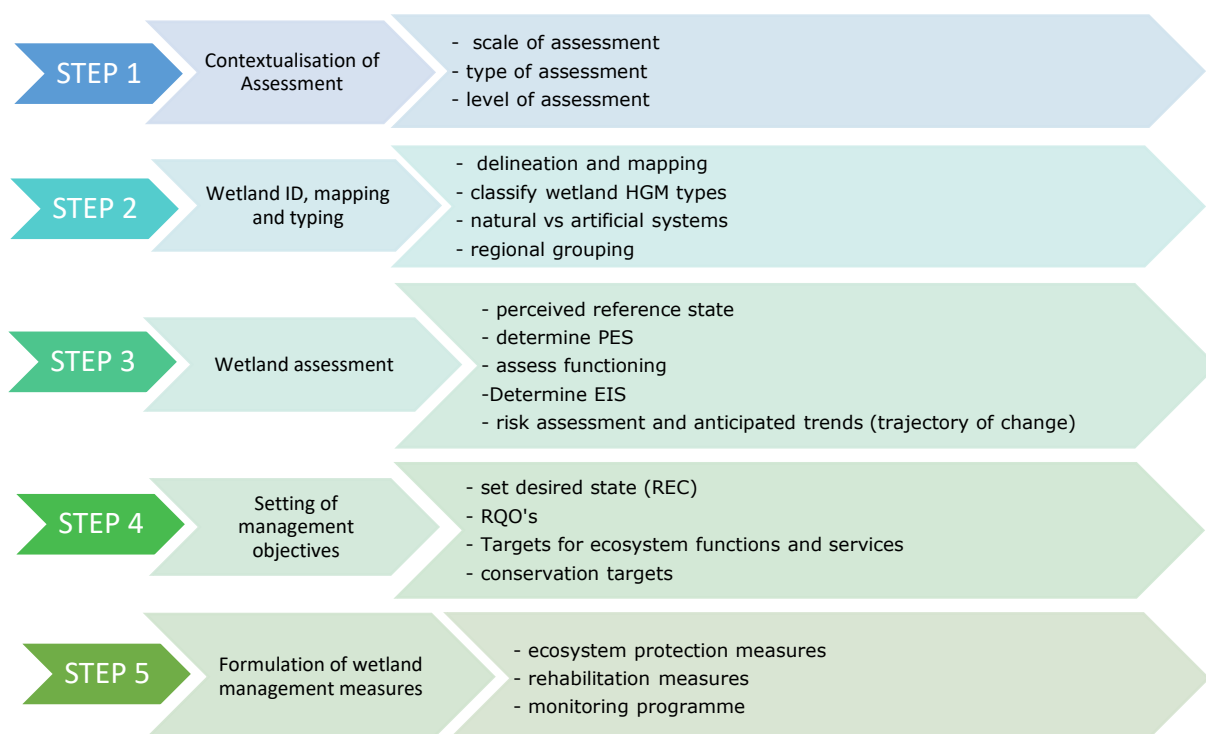 STEP 1
Contextualisation of
Assessment
- scale of assessment
- type of assessment
- level of assessment
STEP 2
Wetland ID, mapping
and typing
- delineation and mapping
- classify wetland HGM types
- natural vs artificial systems
- regional grouping
STEP 3
Wetland assessment
- perceived reference state
- determine PES
- assess functioning
-Determine EIS
- risk assessment and anticipated trends (trajectory of change)
STEP 4
Setting of
management
objectives
- set desired state (REC)
- RQO's
- Targets for ecosystem functions and services
- conservation targets
STEP 5
Formulation of wetland
management measures
- ecosystem protection measures
- rehabilitation measures
- monitoring programme